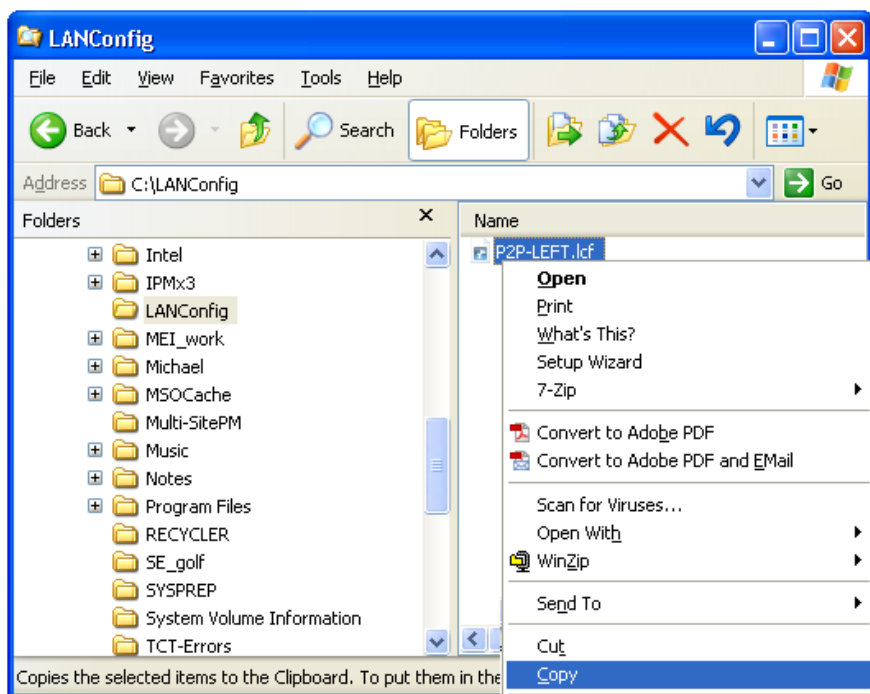 LANConfig
File Edit View Favorites Tools Help
Back Search Folders
Address C:\LANConfig Go
Folders
Intel
IPMx3
LANConfig
MEI_work
Michael
MSOCache
Multi-SitePM
Music
Notes
Program Files
RECYCLER
SE_golf
SYSPREP
System Volume Information
TCT-Errors
Name
P2P-LEFT.lcf
Open
Print
What's This?
Setup Wizard
7-Zip
Convert to Adobe PDF
Convert to Adobe PDF and EMail
Scan for Viruses...
Open With
WinZip
Send To
Cut
Copy
Copies the selected items to the Clipboard. To put them in the